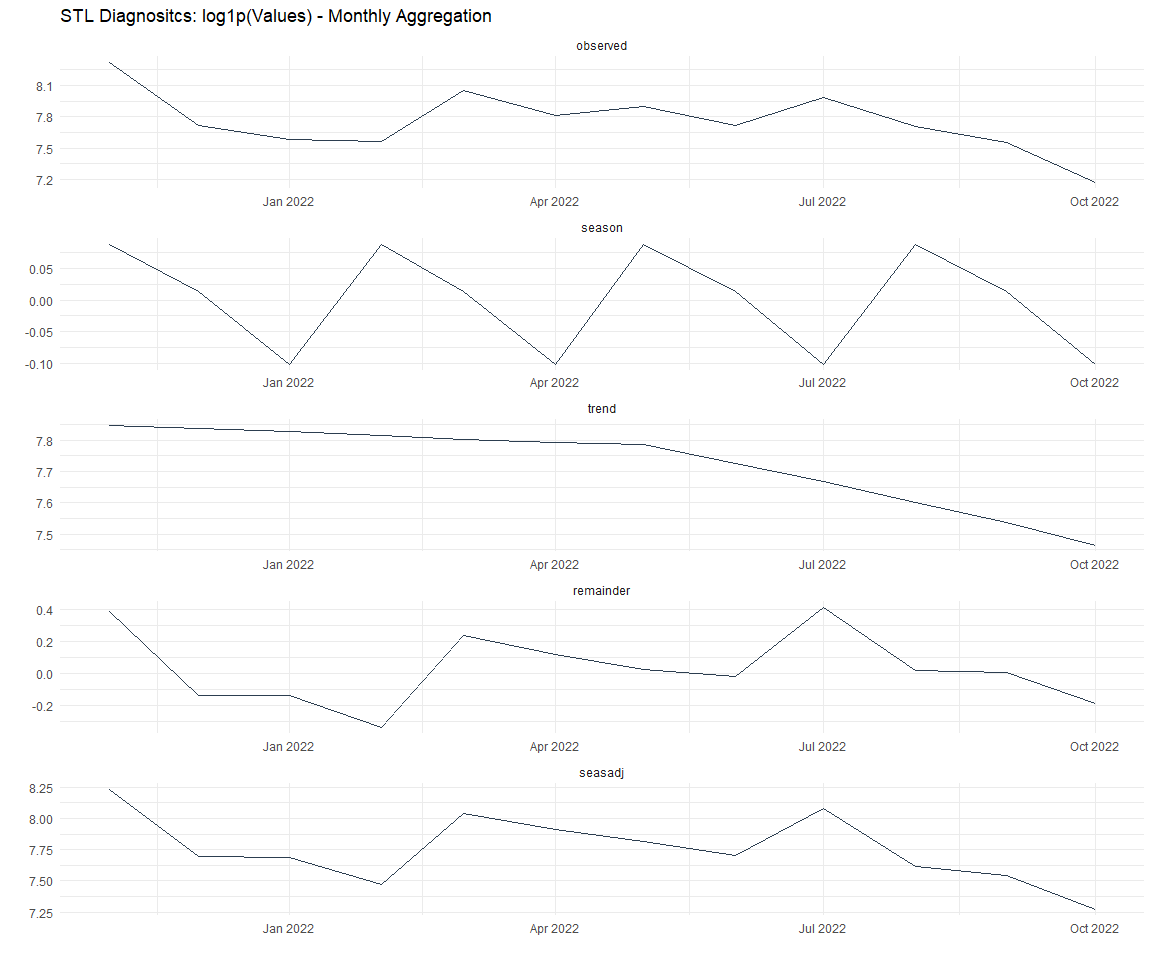 STL Diagnositcs: log1p(Values) - Monthly Aggregation
observed
8.1
7.8
7.5
7.2
Jan 2022 Apr 2022 Jul 2022 Oct 2022
season
0.05
0.00
-0.05
-0.10
Jan 2022 Apr 2022 Jul 2022 Oct 2022
trend
7.8
7.7
7.6
7.5
Jan 2022 Apr 2022 Jul 2022 Oct 2022
remainder
0.4
0.2
0.0
-0.2
Jan 2022 Apr 2022 Jul 2022 Oct 2022
seasadj
8.25
8.00
7.75
7.50
7.25
Jan 2022 Apr 2022 Jul 2022 Oct 2022